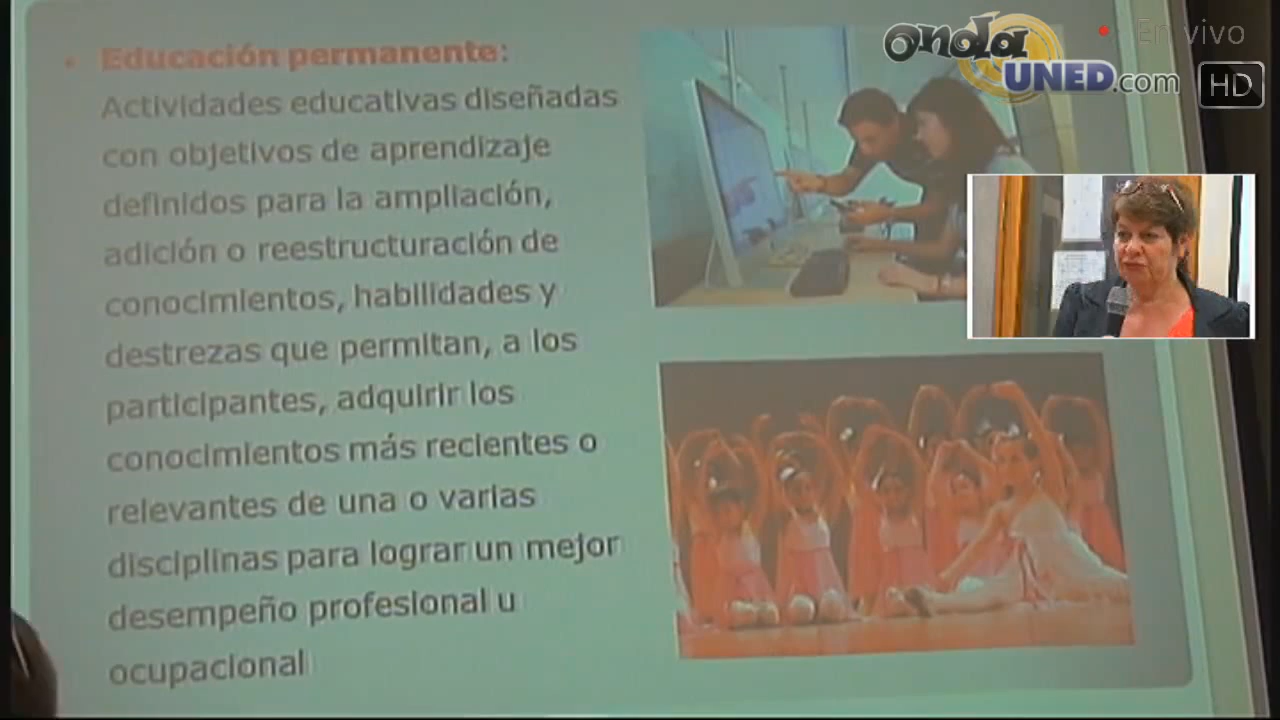 • Educación permanente:
Actividades educativas diseñadas
con objetivos de aprendizaje
definidos para la ampliación,
adición o reestructuración de
conocimientos, habilidades y
destrezas que permitan, a los
participantes, adquirir los
conocimientos más recientes o
relevantes de una o varias
disciplinas para lograr un mejor
desempeño profesional u
ocupacional
onda
UNED.com
En vivo
HD